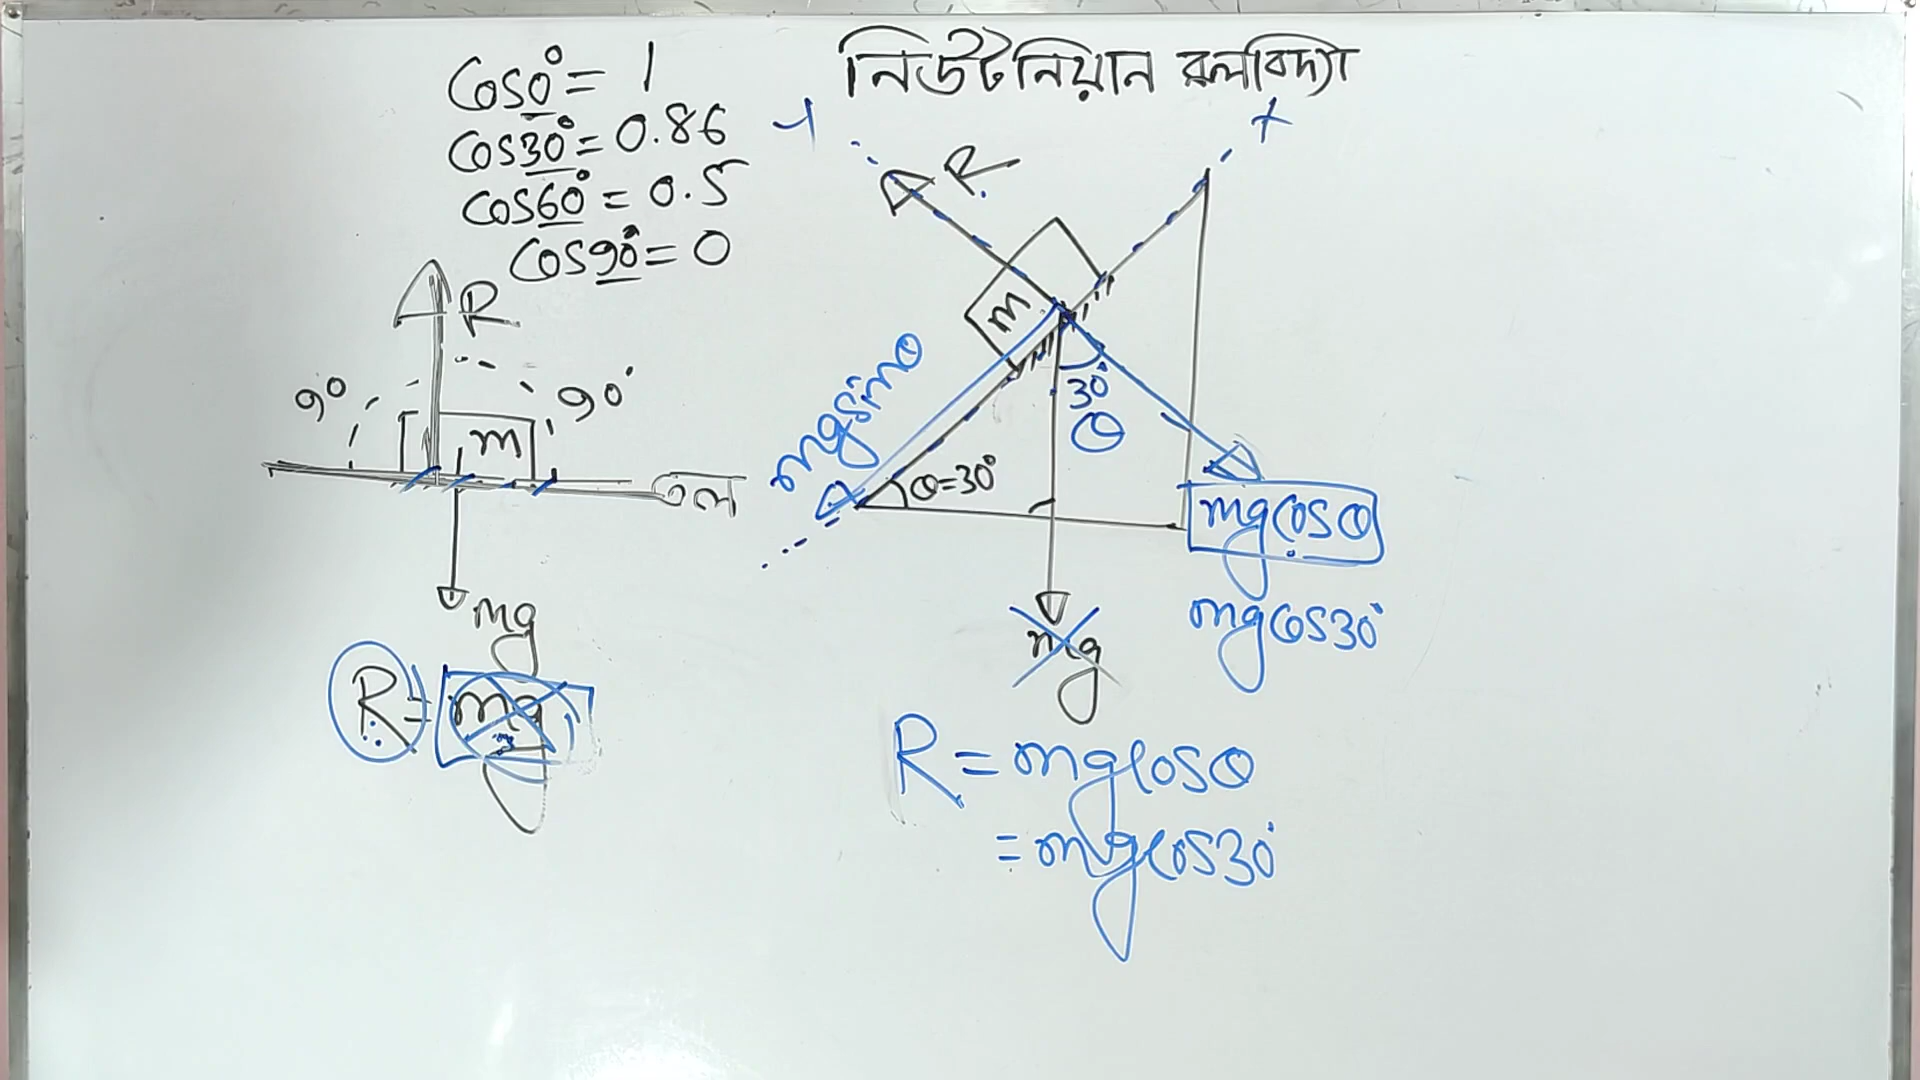 নিউটনিয়ান বলবিদ্যা
Cos0° = 1
Cos30° = 0.86
Cos60° = 0.5
Cos90° = 0
R
90
90°
m
তল
mg
R = mg
+
+
R
m
mgsinθ
30°
θ
θ=30°
mgcosθ
mgcos30°
mg
R = mgcosθ
= mgcos30°